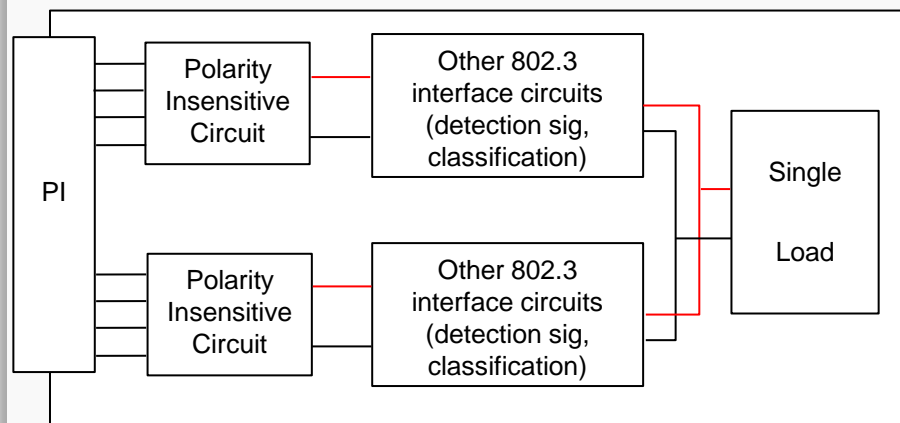 PI
Polarity
Insensitive
Circuit
Other 802.3
interface circuits
(detection sig,
classification)
Single
Load
Polarity
Insensitive
Circuit
Other 802.3
interface circuits
(detection sig,
classification)